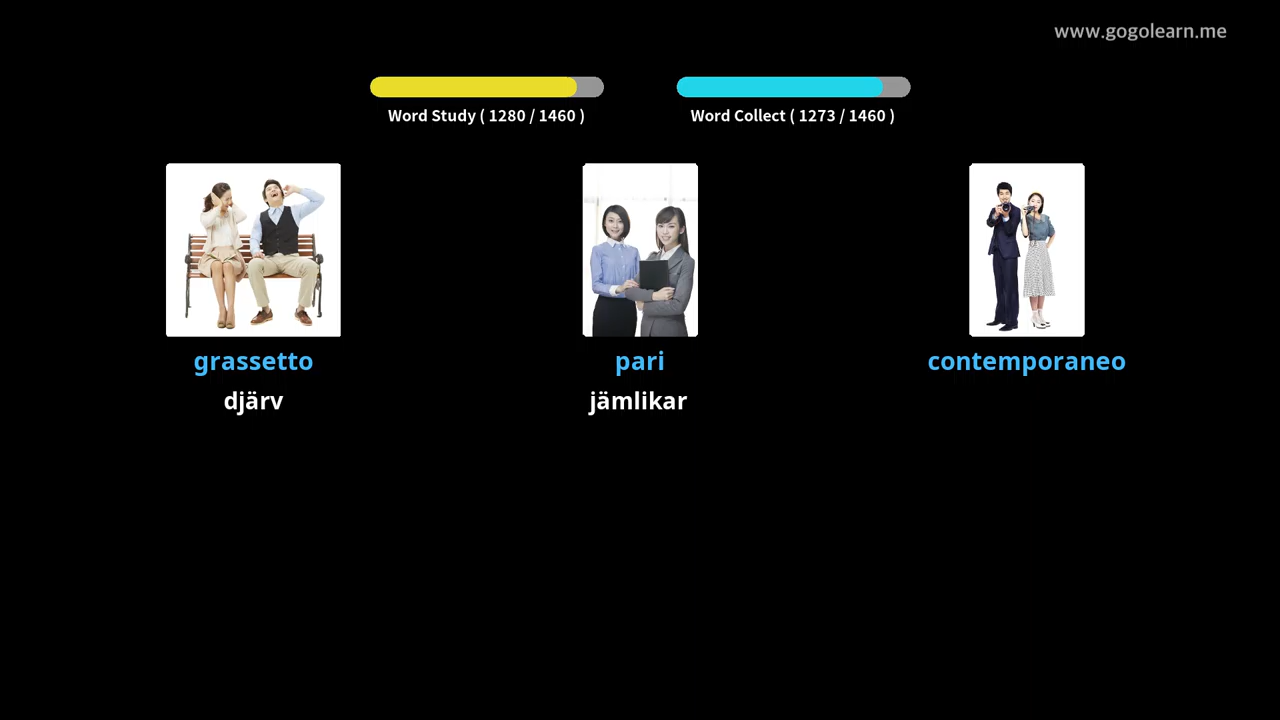 www.gogolearn.me
Word Study ( 1280 / 1460 )
Word Collect ( 1273 / 1460 )
grassetto
djärv
pari
jämlikar
contemporaneo